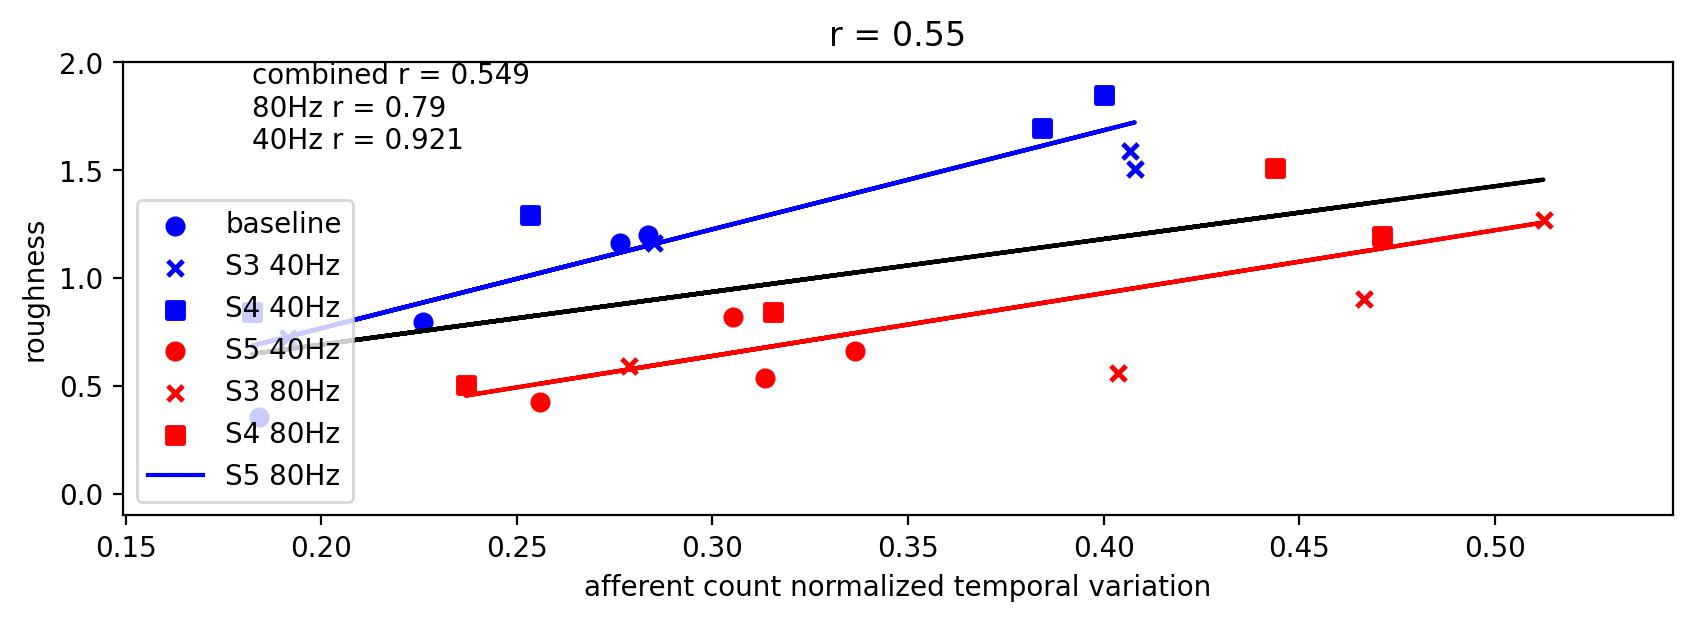 r = 0.55
combined r = 0.549
80Hz r = 0.79
40Hz r = 0.921
2.0
1.5
1.0
0.5
0.0
roughness
baseline
S3 40Hz
S4 40Hz
S5 40Hz
S3 80Hz
S4 80Hz
S5 80Hz
0.15 0.20 0.25 0.30 0.35 0.40 0.45 0.50
afferent count normalized temporal variation